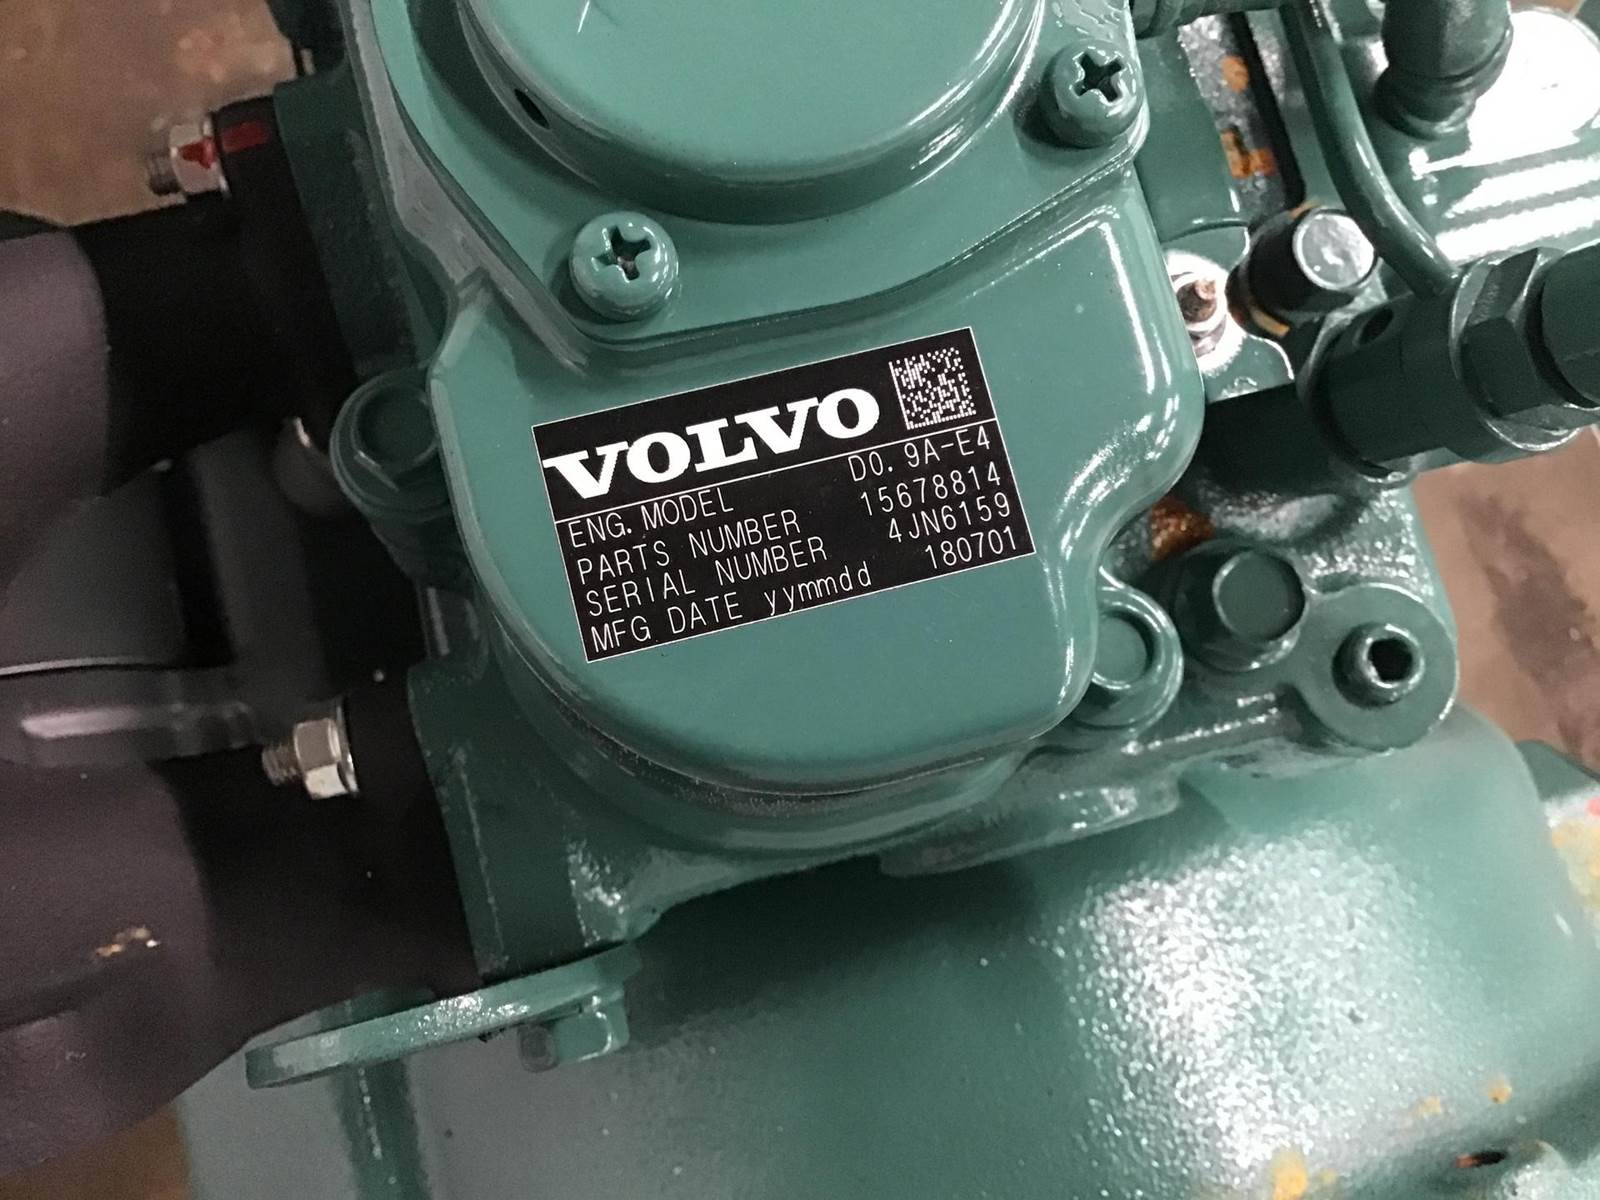 VOLVO
ENG. MODEL D0. 9A-E4
PARTS NUMBER 15678814
SERIAL NUMBER 4JN6159
MFG DATE yymmdd 180701